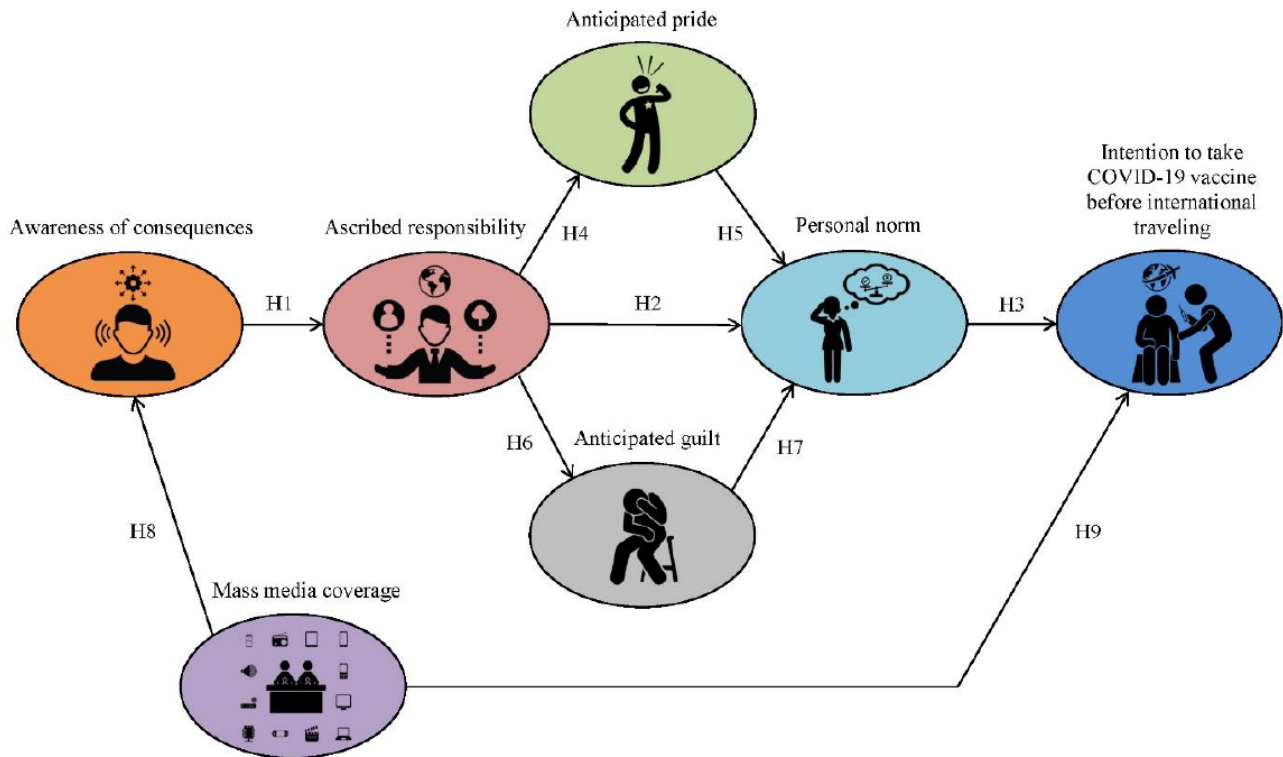 Anticipated pride
Intention to take
COVID-19 vaccine
before international
traveling
Awareness of consequences
Ascribed responsibility
H4
H5
Personal norm
H1
H2
H3
H6
Anticipated guilt
H7
H8
H9
Mass media coverage